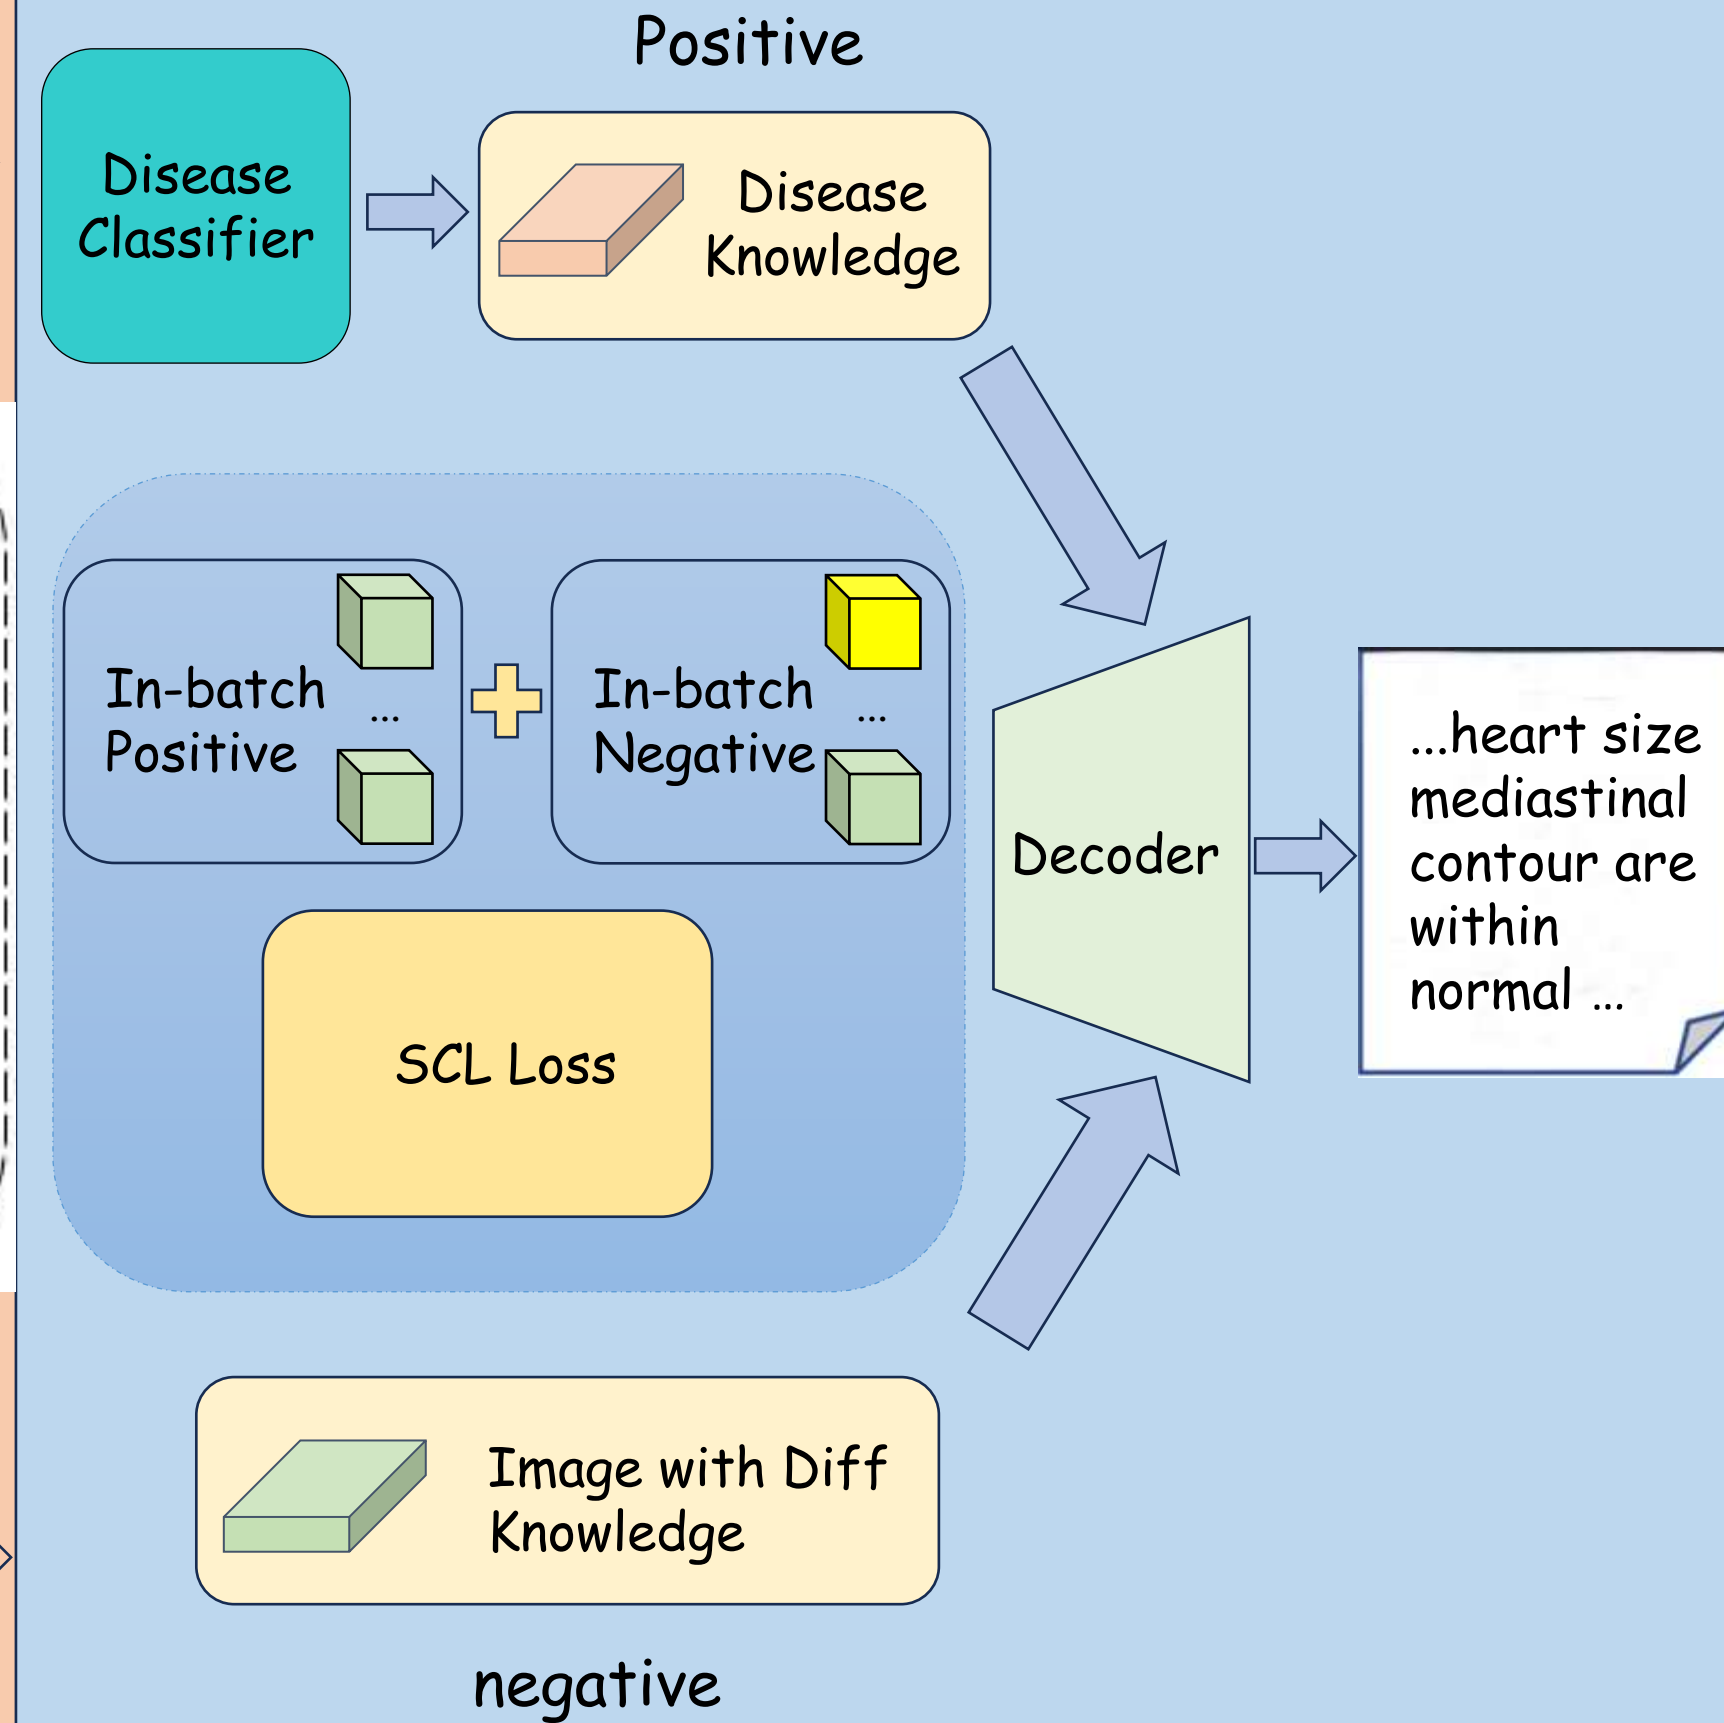 Positive
Disease
Classifier
Disease
Knowledge
In-batch
Positive
...
In-batch
Negative
...
SCL Loss
Decoder
...heart size
mediastinal
contour are
within
normal ...
Image with Diff
Knowledge
negative